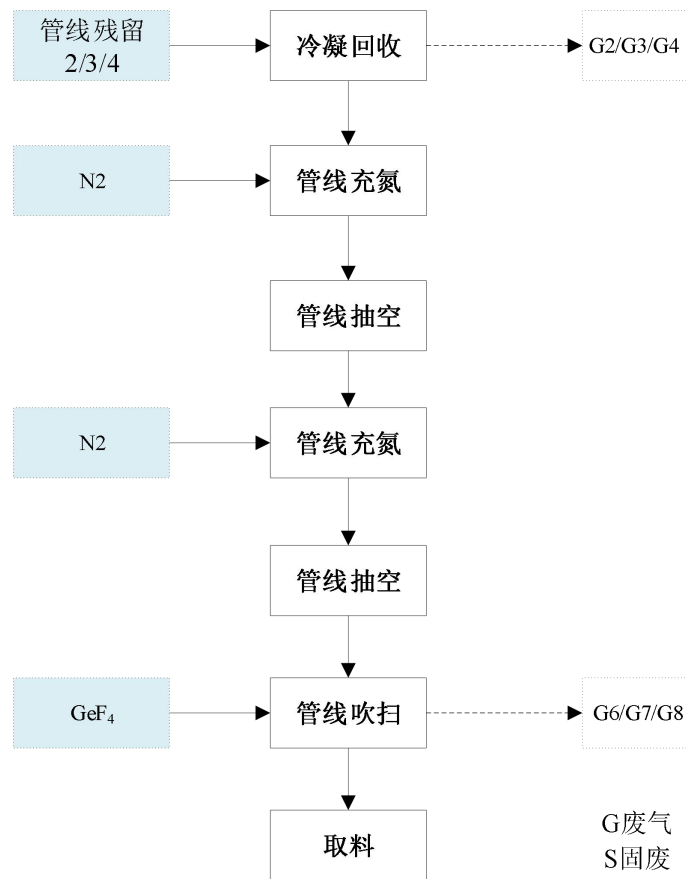 管线残留
2/3/4
冷凝回收
G2/G3/G4
N2
管线充氮
管线抽空
N2
管线充氮
管线抽空
GeF₄
管线吹扫
G6/G7/G8
取料
G废气
S固废